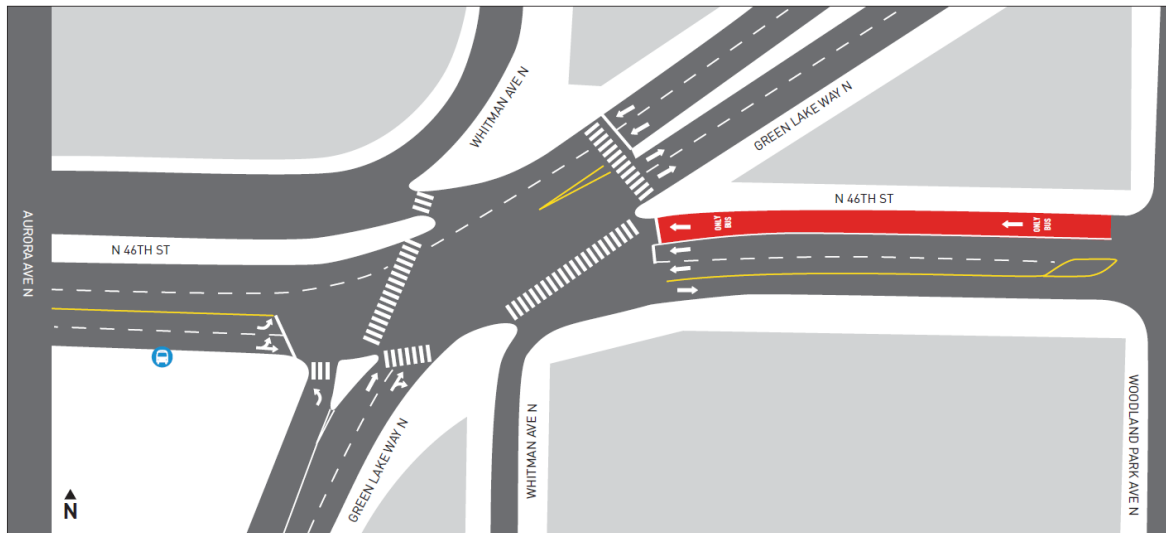 WHITMAN AVE N
GREEN LAKE WAY N
N 46TH ST
ONLY
BUS
ONLY
BUS
AURORA AVE N
N 46TH ST
GREEN LAKE WAY N
WHITMAN AVE N
WOODLAND PARK AVE N
N